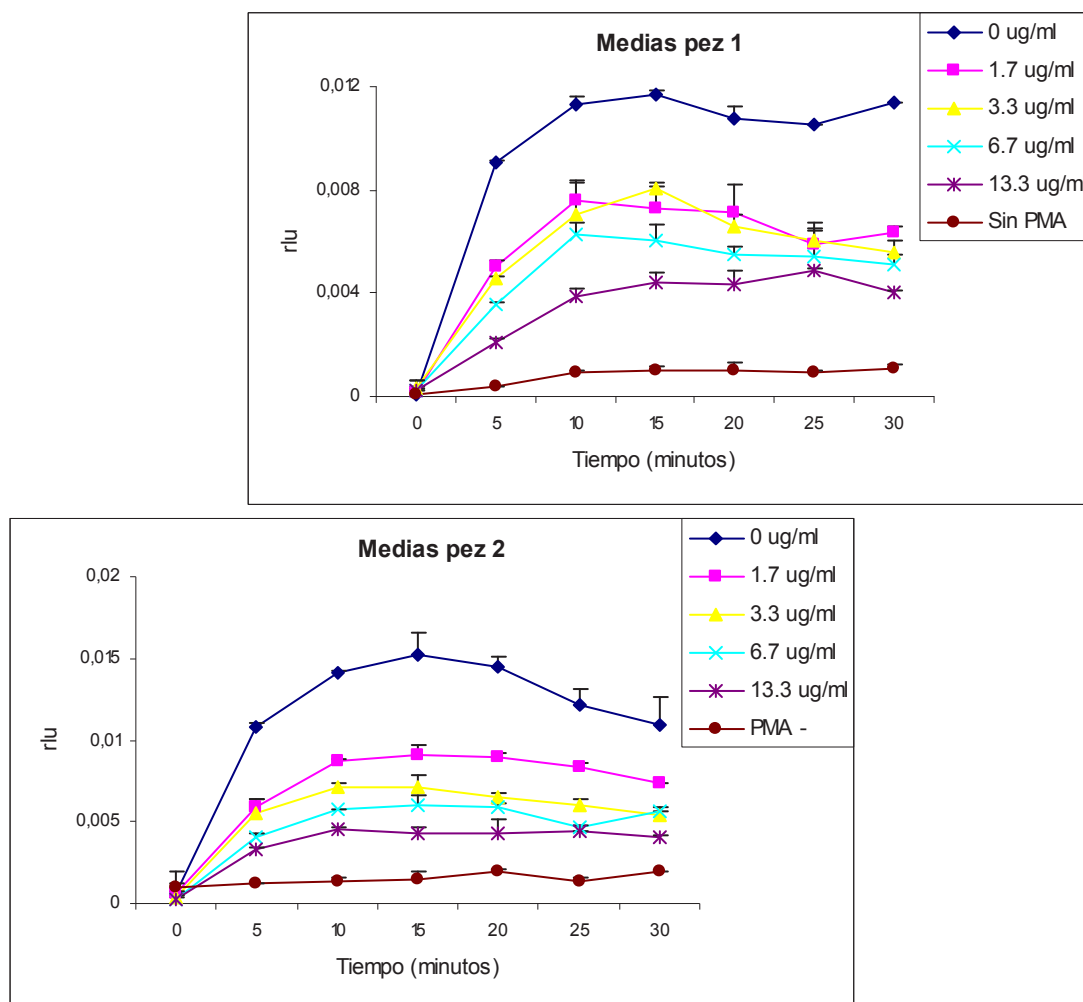 Medias pez 1
0 ug/ml
1.7 ug/ml
3.3 ug/ml
6.7 ug/ml
13.3 ug/ml
Sin PMA
0,012
0,008
0,004
0
rlu
0 5 10 15 20 25 30
Tiempo (minutos)
Medias pez 2
0 ug/ml
1.7 ug/ml
3.3 ug/ml
6.7 ug/ml
13.3 ug/ml
PMA -
0,02
0,015
0,01
0,005
0
rlu
0 5 10 15 20 25 30
Tiempo (minutos)